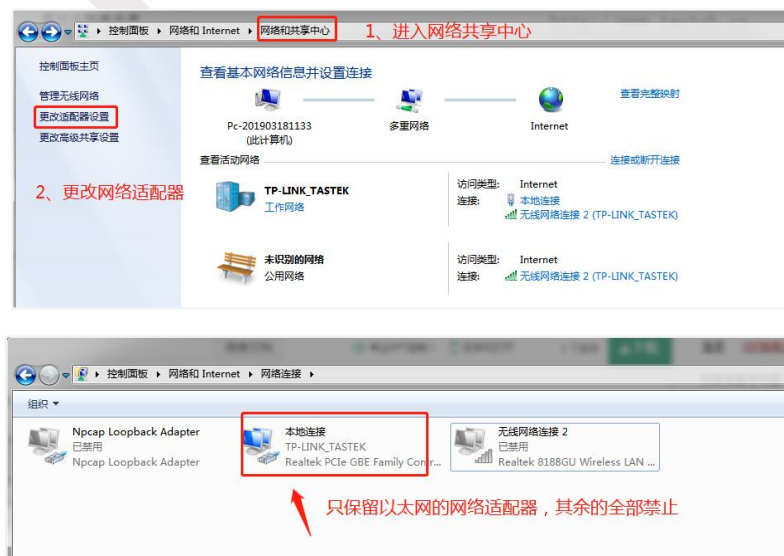 控制面板 ▸ 网络和 Internet ▸ 网络和共享中心
1、进入网络共享中心
控制面板主页
管理无线网络
更改适配器设置
更改高级共享设置
2、更改网络适配器
查看基本网络信息并设置连接
查看完整映射
Pc-201903181133
(此计算机)
多重网络
Internet
查看活动网络
连接或断开连接
TP-LINK_TASTEK
工作网络
访问类型: Internet
连接: 本地连接
无线网络连接 2 (TP-LINK_TASTEK)
未识别的网络
公用网络
访问类型: Internet
连接: 无线网络连接 2 (TP-LINK_TASTEK)
控制面板 ▸ 网络和 Internet ▸ 网络连接 ▸
组织
Npcap Loopback Adapter
已禁用
Npcap Loopback Adapter
本地连接
TP-LINK_TASTEK
Realtek PCIe GBE Family Contr...
无线网络连接 2
已禁用
Realtek 8188GU Wireless LAN ...
只保留以太网的网络适配器，其余的全部禁止